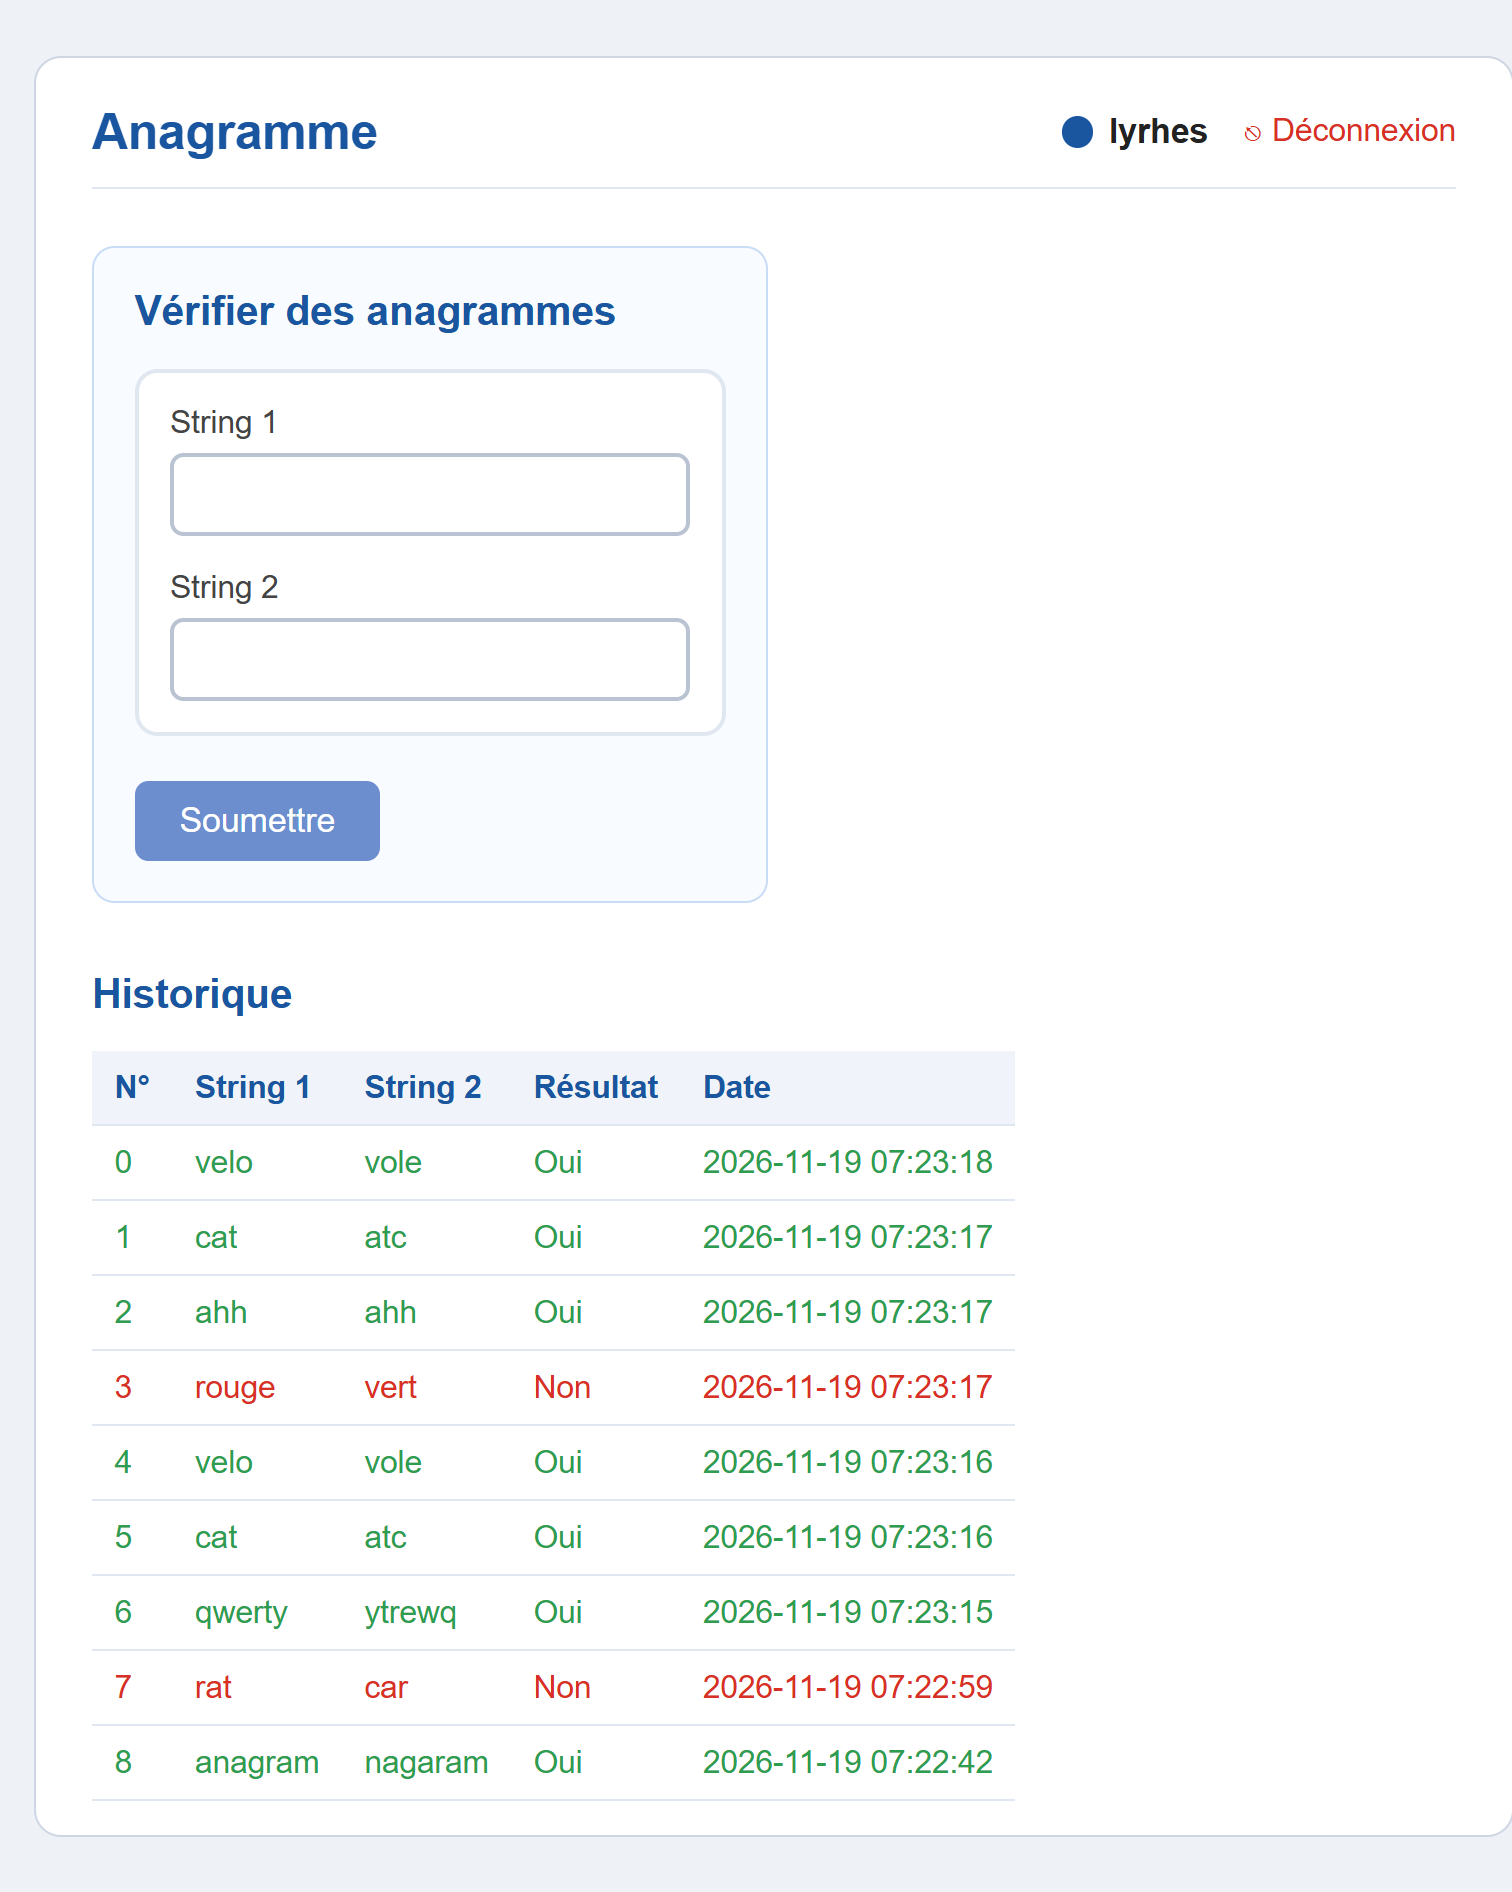 Anagramme
lyrhes Déconnexion
Vérifier des anagrammes
String 1
String 2
Soumettre
Historique
N° String 1 String 2 Résultat Date
0 velo vole Oui 2026-11-19 07:23:18
1 cat atc Oui 2026-11-19 07:23:17
2 ahh ahh Oui 2026-11-19 07:23:17
3 rouge vert Non 2026-11-19 07:23:17
4 velo vole Oui 2026-11-19 07:23:16
5 cat atc Oui 2026-11-19 07:23:16
6 qwerty ytrewq Oui 2026-11-19 07:23:15
7 rat car Non 2026-11-19 07:22:59
8 anagram nagaram Oui 2026-11-19 07:22:42